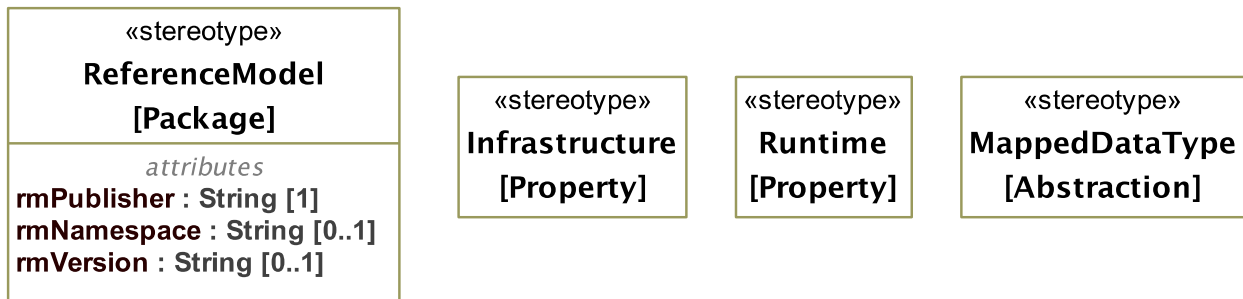 «stereotype»
ReferenceModel
[Package]
attributes
rmPublisher : String [1]
rmNamespace : String [0..1]
rmVersion : String [0..1]
«stereotype»
Infrastructure
[Property]
«stereotype»
Runtime
[Property]
«stereotype»
MappedDataType
[Abstraction]